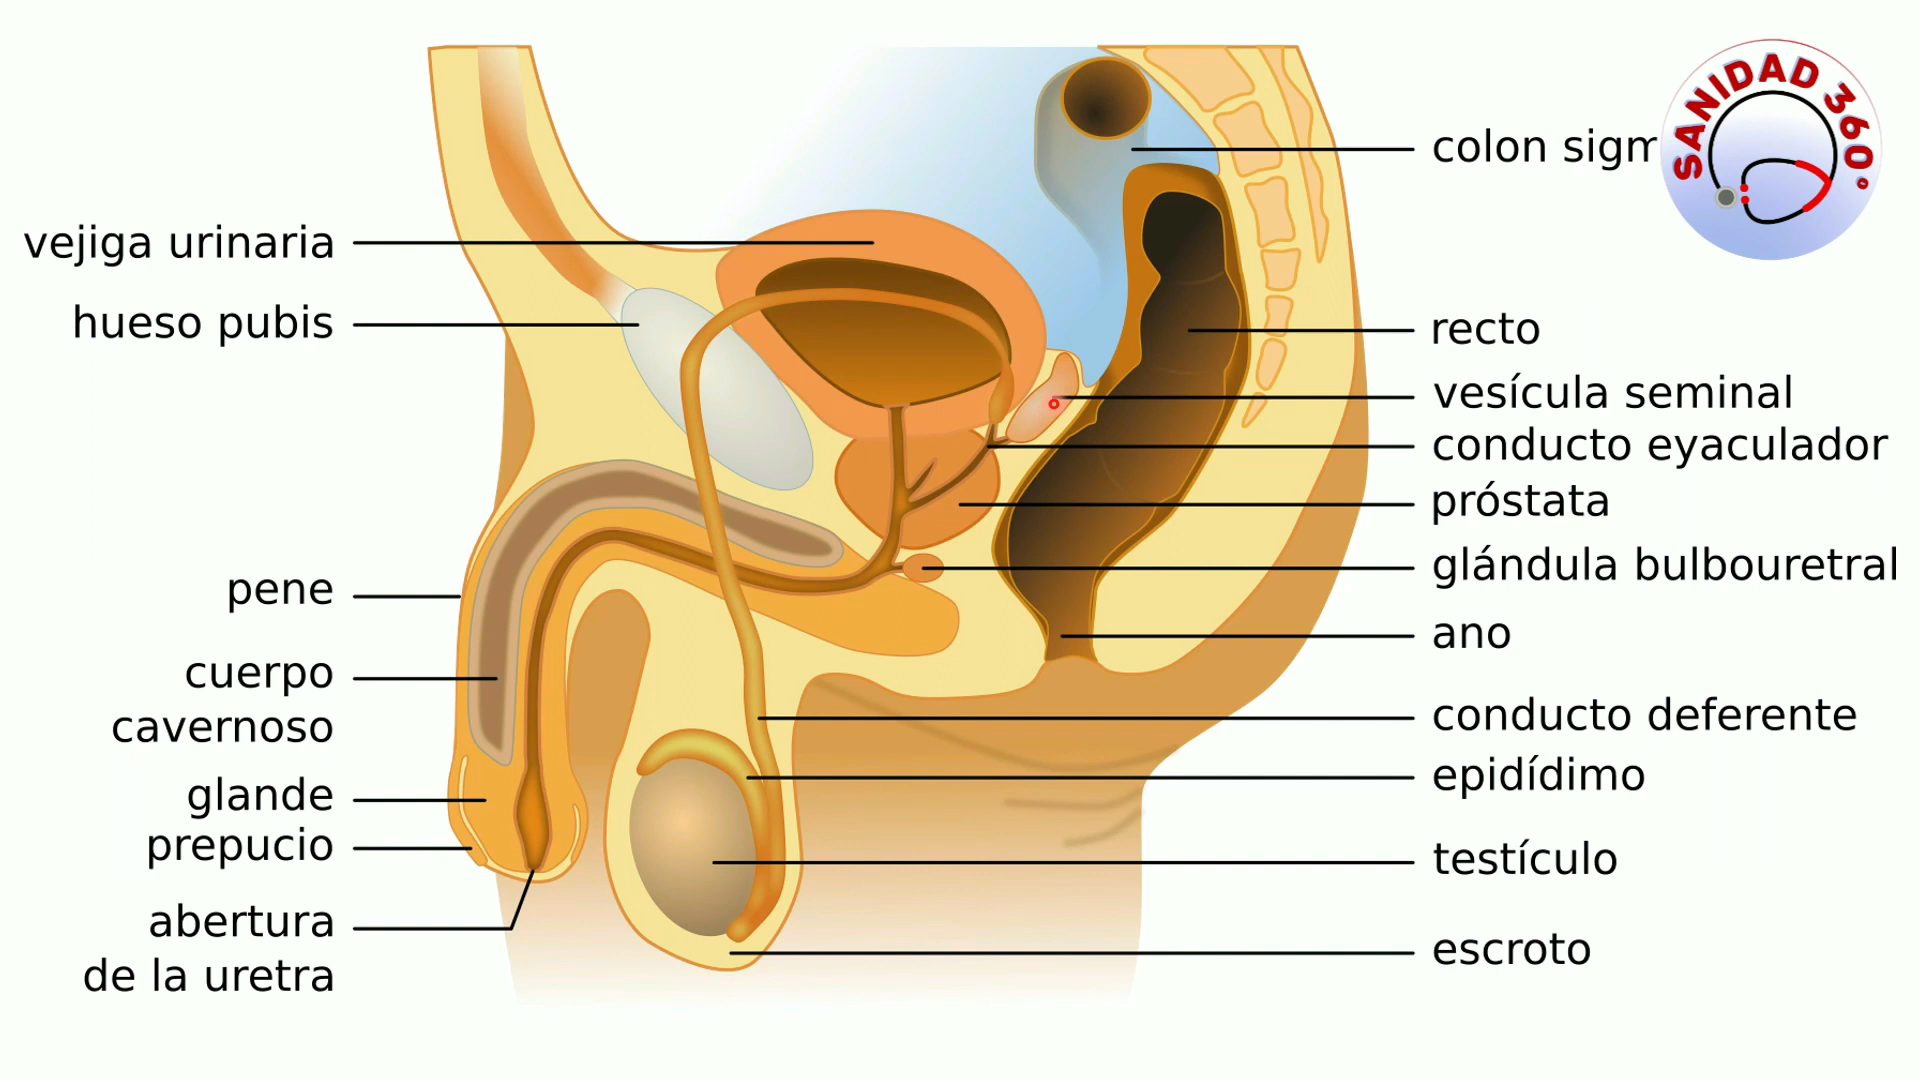 SANIDAD 360°
colon sigm
vejiga urinaria
hueso pubis
recto
vesícula seminal
conducto eyaculador
próstata
glándula bulbouretral
pene
ano
cuerpo
cavernoso
conducto deferente
epidídimo
glande
prepucio
testículo
abertura
de la uretra
escroto